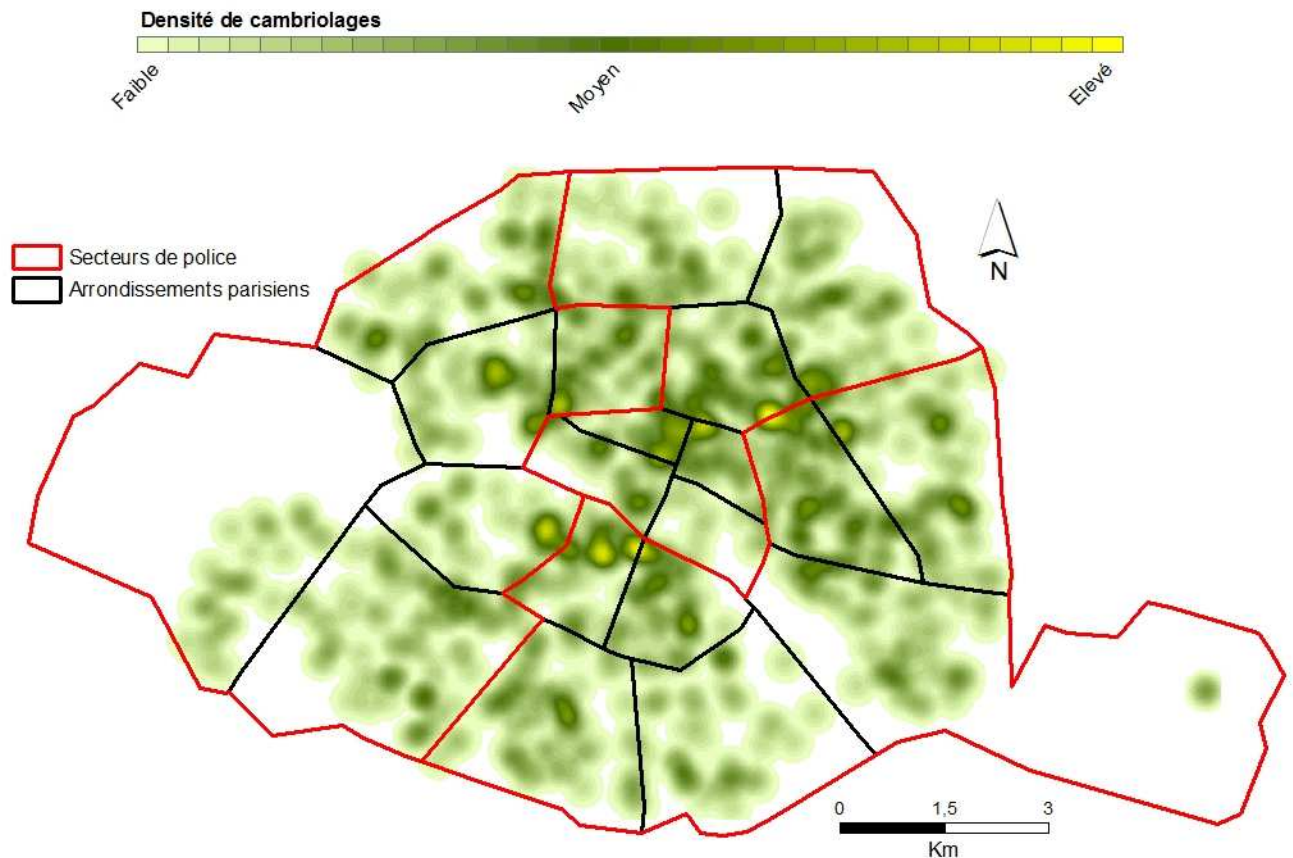 Densité de cambriolages
Faible
Moyen
Elevé
Secteurs de police
Arrondissements parisiens
N
0 1,5 3
Km